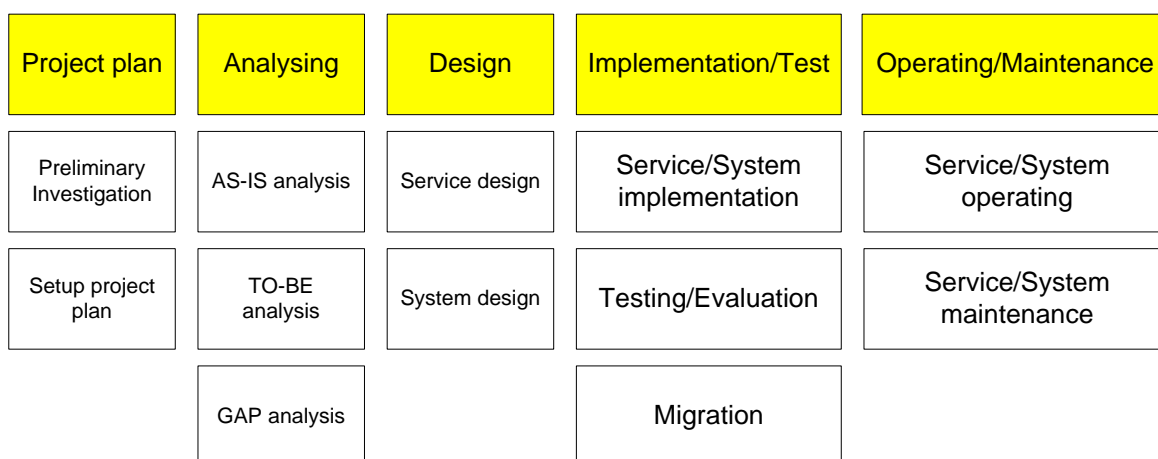 Project plan
Analysing
Design
Implementation/Test
Operating/Maintenance
Preliminary
Investigation
AS-IS analysis
Service design
Service/System
implementation
Service/System
operating
Setup project
plan
TO-BE
analysis
System design
Testing/Evaluation
Service/System
maintenance
GAP analysis
Migration